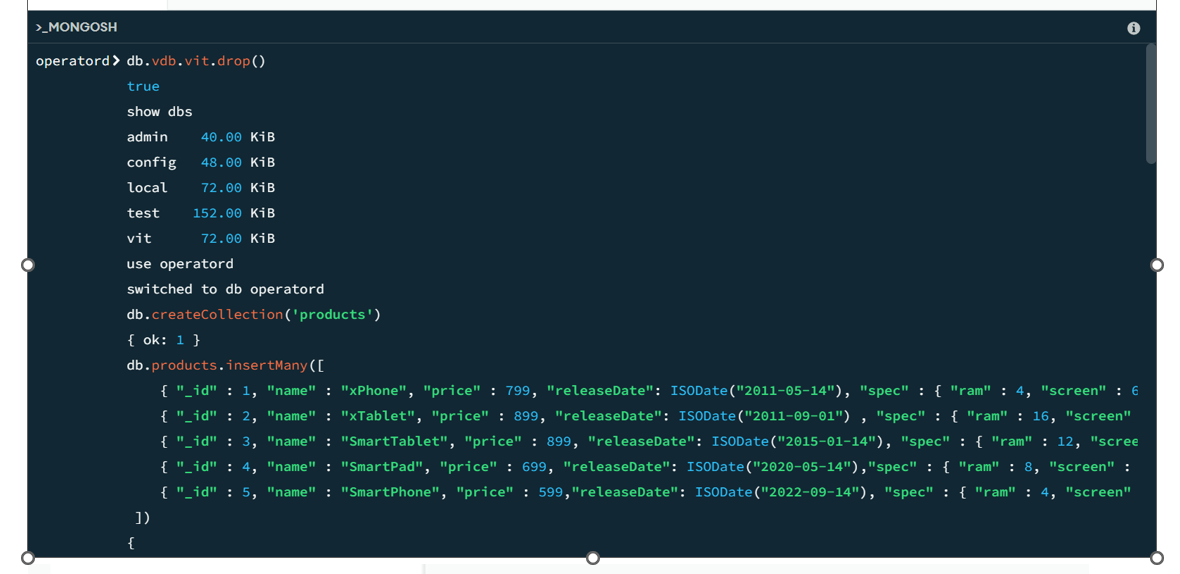 >_MONGOSH
operatord> db.vdb.vit.drop()
true
show dbs
admin 40.00 KiB
config 48.00 KiB
local 72.00 KiB
test 152.00 KiB
vit 72.00 KiB
use operatord
switched to db operatord
db.createCollection('products')
{ ok: 1 }
db.products.insertMany([
{ "_id" : 1, "name" : "xPhone", "price" : 799, "releaseDate": ISODate("2011-05-14"), "spec" : { "ram" : 4, "screen" : 6
{ "_id" : 2, "name" : "xTablet", "price" : 899, "releaseDate": ISODate("2011-09-01") , "spec" : { "ram" : 16, "screen"
{ "_id" : 3, "name" : "SmartTablet", "price" : 899, "releaseDate": ISODate("2015-01-14"), "spec" : { "ram" : 12, "scree
{ "_id" : 4, "name" : "SmartPad", "price" : 699, "releaseDate": ISODate("2020-05-14"),"spec" : { "ram" : 8, "screen" :
{ "_id" : 5, "name" : "SmartPhone", "price" : 599,"releaseDate": ISODate("2022-09-14"), "spec" : { "ram" : 4, "screen"
])
{